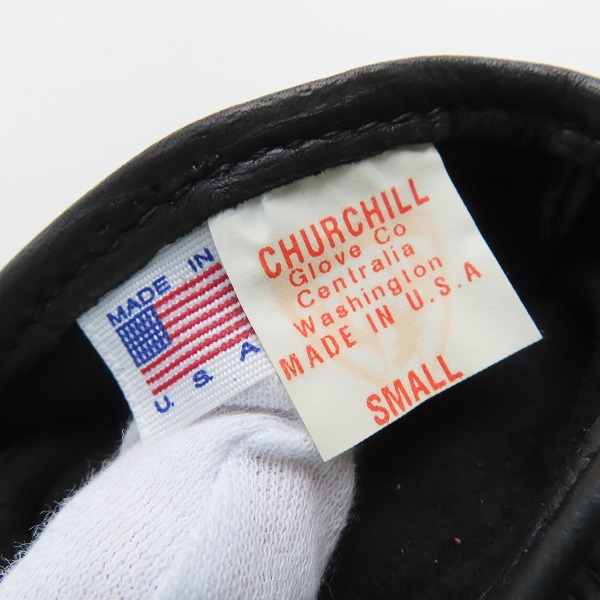 MADE IN
U.S.A
CHURCHILL
Glove Co
Centralia
Washington
MADE IN U.S.A
SMALL